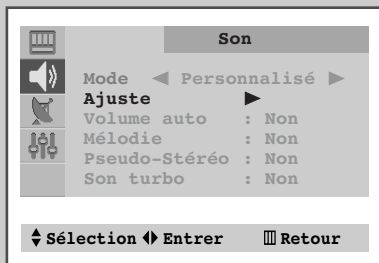 Son
Mode ◀ Personnalisé ▶
Ajuste ▶
Volume auto : Non
Mélodie : Non
Pseudo-Stéréo : Non
Son turbo : Non
Sélection Entrer Retour